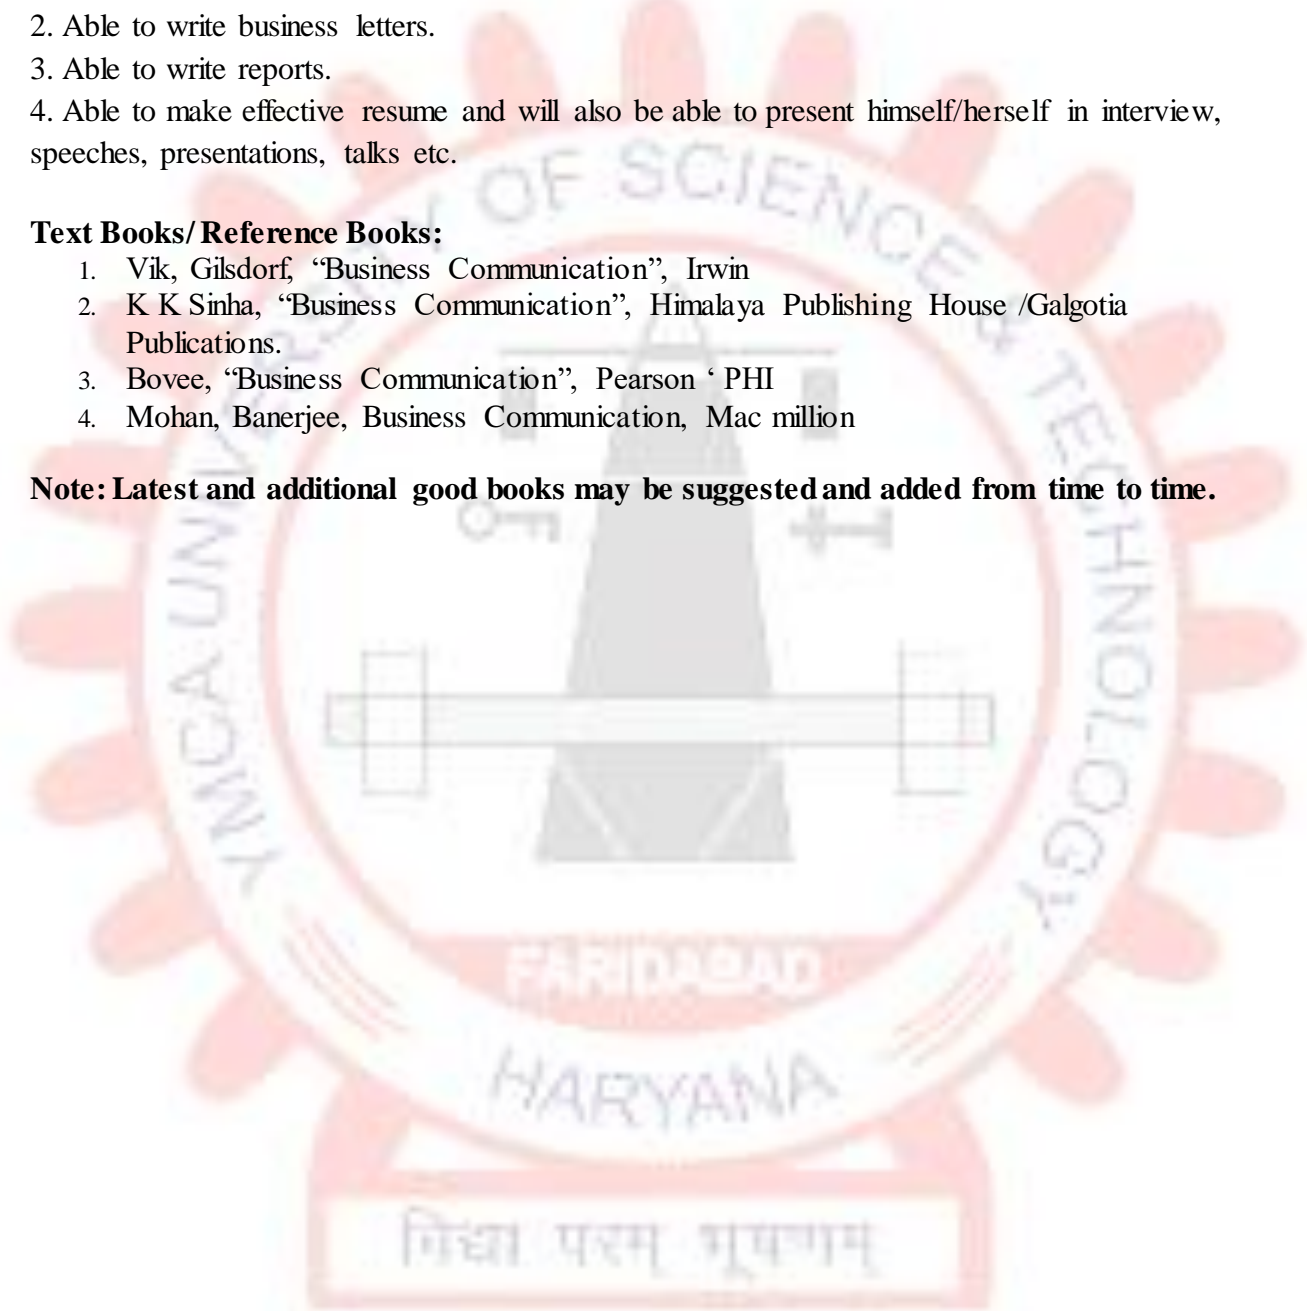 2. Able to write business letters.
3. Able to write reports.
4. Able to make effective resume and will also be able to present himself/herself in interview,
speeches, presentations, talks etc.
Text Books/ Reference Books:
1. Vik, Gilsdorf, “Business Communication”, Irwin
2. K K Sinha, “Business Communication”, Himalaya Publishing House /Galgotia
Publications.
3. Bovee, “Business Communication”, Pearson ‘ PHI
4. Mohan, Banerjee, Business Communication, Mac million
Note: Latest and additional good books may be suggested and added from time to time.
YMCA UNIVERSITY OF SCIENCE & TECHNOLOGY
FARIDABAD
HARYANA
विद्या परम् भूषणम्